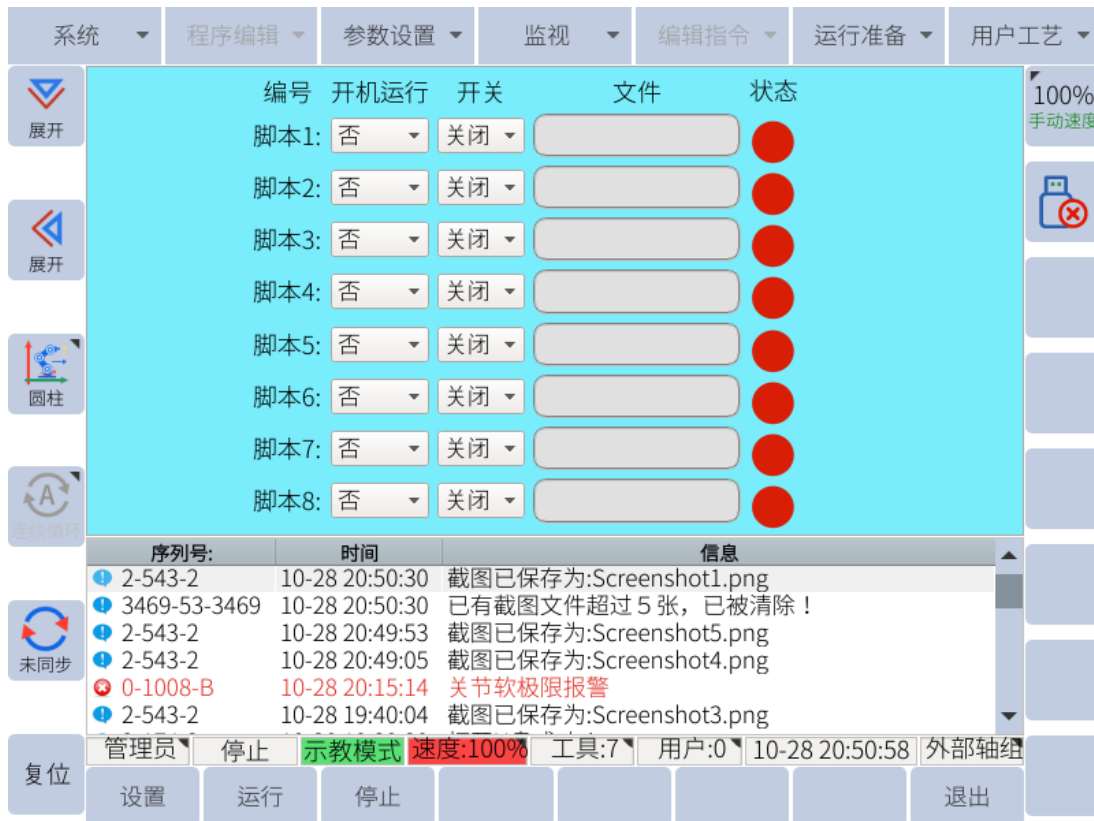 系统 程序编辑 参数设置 监视 编辑指令 运行准备 用户工艺
展开
100%
手动速度
编号 开机运行 开关 文件 状态
脚本1: 否 关闭
脚本2: 否 关闭
脚本3: 否 关闭
展开
脚本4: 否 关闭
脚本5: 否 关闭
脚本6: 否 关闭
圆柱
脚本7: 否 关闭
脚本8: 否 关闭
A
连续循环
序列号: 时间 信息
2-543-2 10-28 20:50:30 截图已保存为:Screenshot1.png
3469-53-3469 10-28 20:50:30 已有截图文件超过5张，已被清除！
2-543-2 10-28 20:49:53 截图已保存为:Screenshot5.png
2-543-2 10-28 20:49:05 截图已保存为:Screenshot4.png
未同步
0-1008-B 10-28 20:15:14 关节软极限报警
2-543-2 10-28 19:40:04 截图已保存为:Screenshot3.png
管理员 停止 示教模式 速度:100% 工具:7 用户:0 10-28 20:50:58 外部轴组
复位
设置 运行 停止 退出